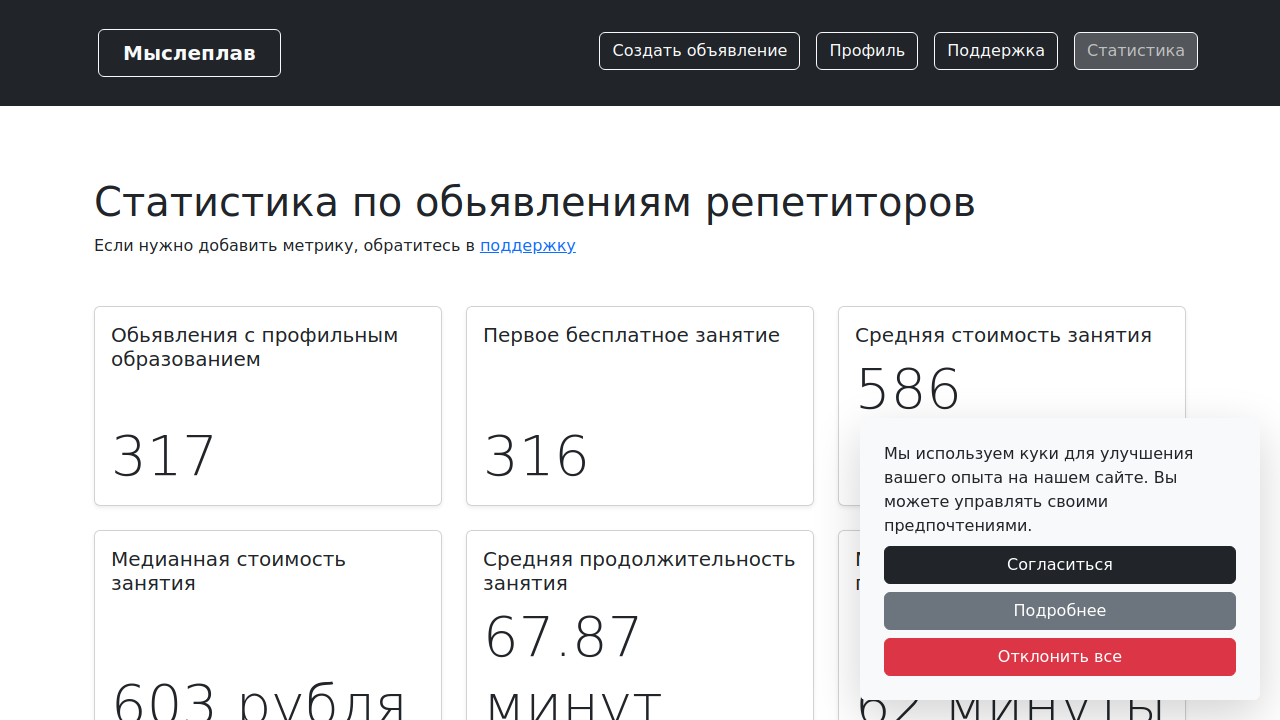 Мыслеплав
Создать объявление
Профиль
Поддержка
Статистика
Статистика по обьявлениям репетиторов
Если нужно добавить метрику, обратитесь в поддержку
Обьявления с профильным
образованием
317
Первое бесплатное занятие
316
Средняя стоимость занятия
586
Медианная стоимость
занятия
603 рубля
Средняя продолжительность
занятия
67.87
минут
62 минуты
Мы используем куки для улучшения
вашего опыта на нашем сайте. Вы
можете управлять своими
предпочтениями.
Согласиться
Подробнее
Отклонить все